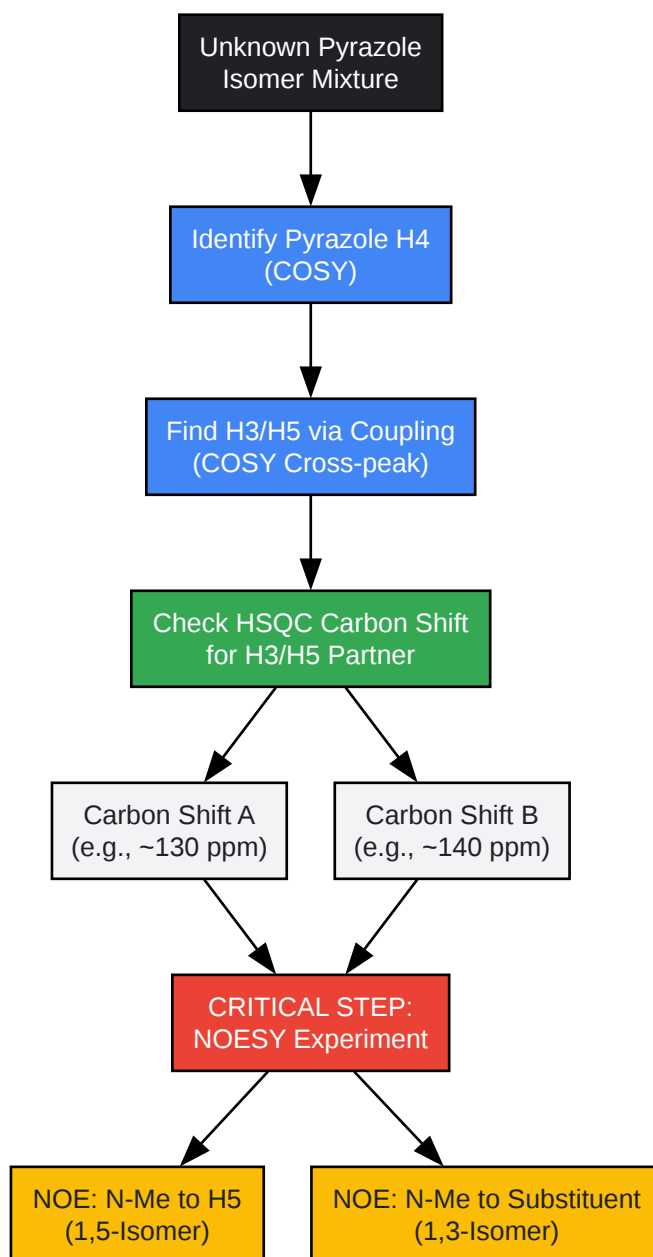 Unknown Pyrazole
Isomer Mixture
Identify Pyrazole H4
(COSY)
Find H3/H5 via Coupling
(COSY Cross-peak)
Check HSQC Carbon Shift
for H3/H5 Partner
Carbon Shift A
(e.g., ~130 ppm)
Carbon Shift B
(e.g., ~140 ppm)
CRITICAL STEP:
NOESY Experiment
NOE: N-Me to H5
(1,5-Isomer)
NOE: N-Me to Substituent
(1,3-Isomer)